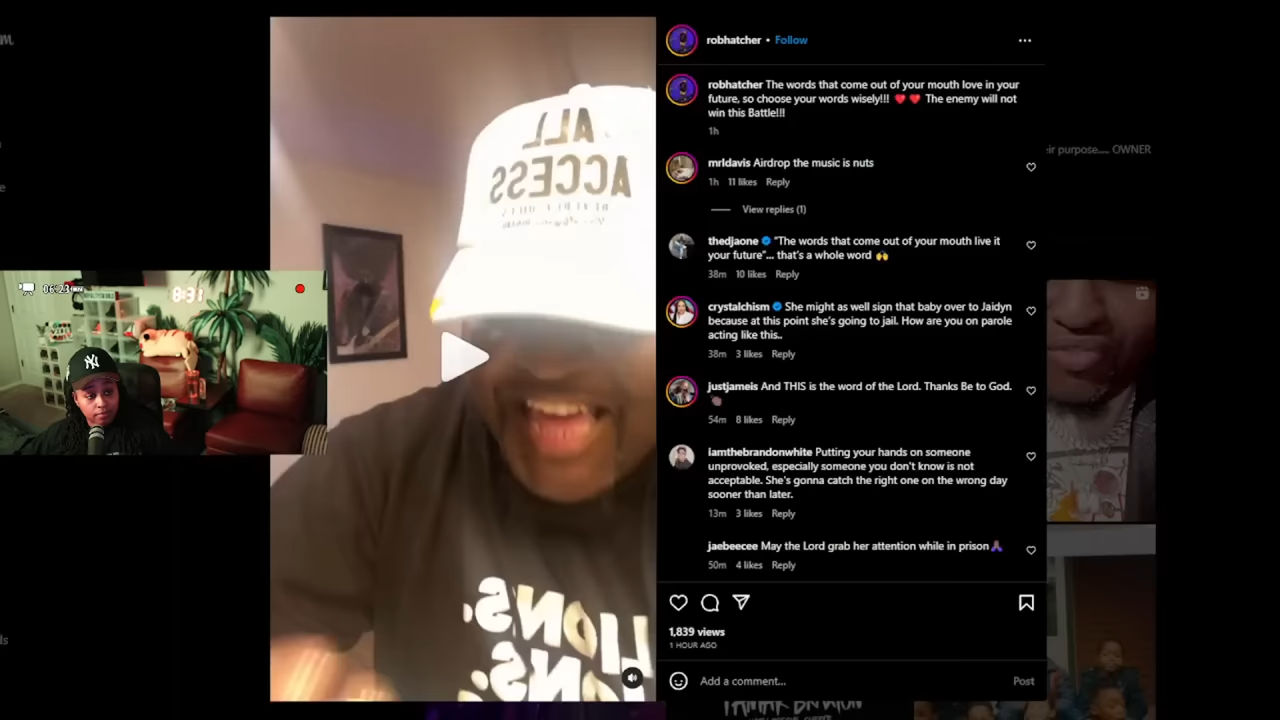 robhatcher • Follow
robhatcher The words that come out of your mouth love in your
future, so choose your words wisely!!! ❤️ ❤️ The enemy will not
win this Battle!!!
1h
mrldavis Airdrop the music is nuts
1h 11 likes Reply
View replies (1)
thedjaone "The words that come out of your mouth live it
your future"... that's a whole word 🙌
38m 10 likes Reply
crystalchism She might as well sign that baby over to Jaidyn
because at this point she's going to jail. How are you on parole
acting like this..
38m 3 likes Reply
justjameis And THIS is the word of the Lord. Thanks Be to God.
54m 8 likes Reply
iamthebrandonwhite Putting your hands on someone
unprovoked, especially someone you don't know is not
acceptable. She's gonna catch the right one on the wrong day
sooner than later.
13m 3 likes Reply
jaebeecee May the Lord grab her attention while in prison🙏🏾
50m 4 likes Reply
1,839 views
1 HOUR AGO
Add a comment... Post
ALL
ACCESS
LIONS.
IONS.
06:23
8:31
NY
eir purpose.... OWNER